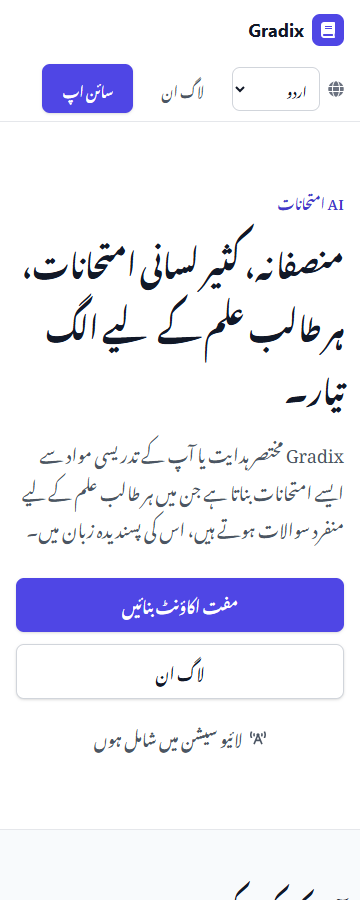 Gradix
اردو
لاگ ان
سائن اپ
AI امتحانات
منصفانہ، کثیر لسانی امتحانات،
ہر طالب علم کے لیے الگ
تیار۔
Gradix مختصر ہدایت یا آپ کے تدریسی مواد سے
ایسے امتحانات بناتا ہے جن میں ہر طالب علم کے لیے
منفرد سوالات ہوتے ہیں، اس کی پسندیدہ زبان میں۔
مفت اکاؤنٹ بنائیں
لاگ ان
لائیو سیشن میں شامل ہوں